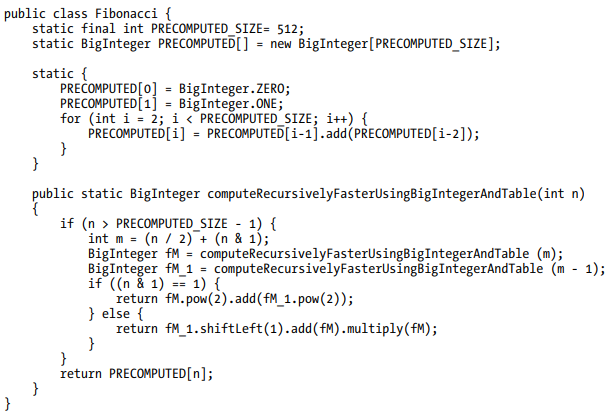 public class Fibonacci {
    static final int PRECOMPUTED_SIZE= 512;
    static BigInteger PRECOMPUTED[] = new BigInteger[PRECOMPUTED_SIZE];

    static {
        PRECOMPUTED[0] = BigInteger.ZERO;
        PRECOMPUTED[1] = BigInteger.ONE;
        for (int i = 2; i < PRECOMPUTED_SIZE; i++) {
            PRECOMPUTED[i] = PRECOMPUTED[i-1].add(PRECOMPUTED[i-2]);
        }
    }

    public static BigInteger computeRecursivelyFasterUsingBigIntegerAndTable(int n)
    {
        if (n > PRECOMPUTED_SIZE - 1) {
            int m = (n / 2) + (n & 1);
            BigInteger fM = computeRecursivelyFasterUsingBigIntegerAndTable (m);
            BigInteger fM_1 = computeRecursivelyFasterUsingBigIntegerAndTable (m - 1);
            if ((n & 1) == 1) {
                return fM.pow(2).add(fM_1.pow(2));
            } else {
                return fM_1.shiftLeft(1).add(fM).multiply(fM);
            }
        }
        return PRECOMPUTED[n];
    }
}